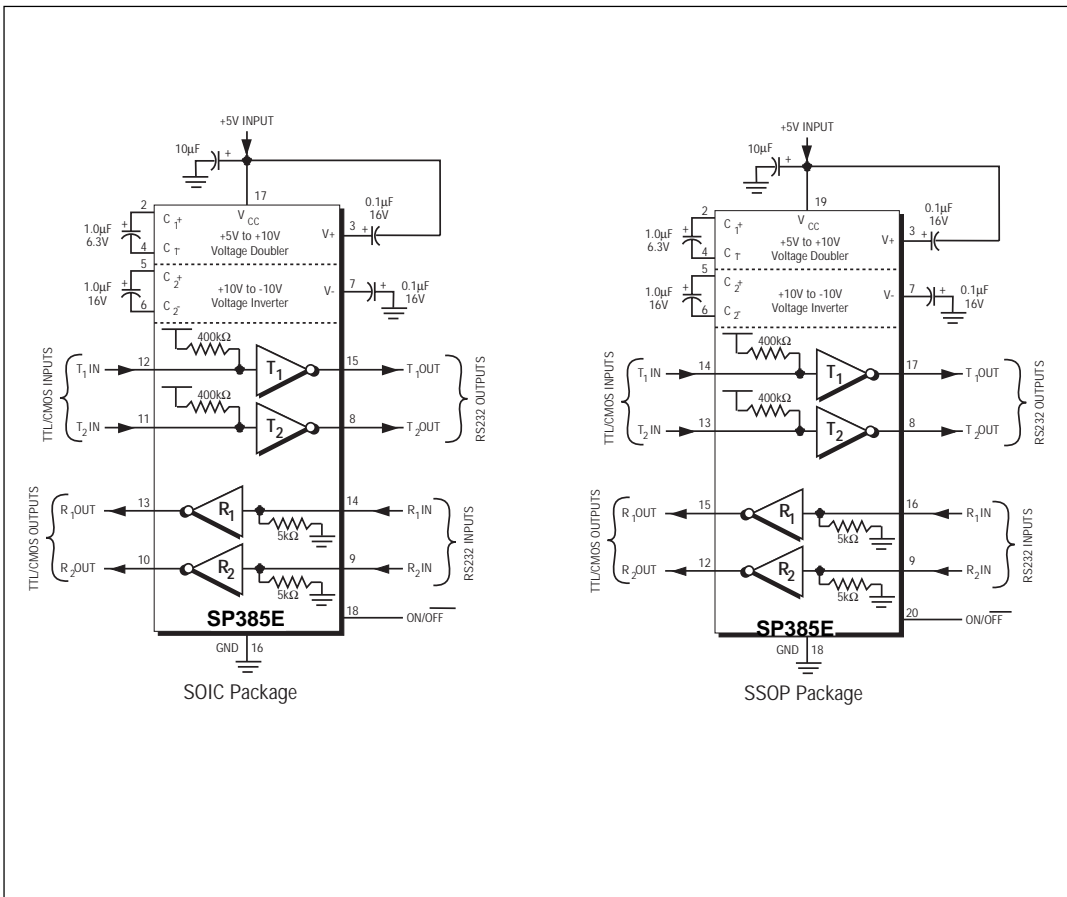 +5V INPUT
10µF +
17
2
C1+
VCC
0.1µF
16V
1.0µF
6.3V
+
+5V to +10V
Voltage Doubler
V+
3
+
4
C1-
5
C2+
1.0µF
16V
+
+10V to -10V
Voltage Inverter
V-
7
+
0.1µF
16V
6
C2-
400kΩ
TTL/CMOS INPUTS
T1IN
12
T1
15
T1OUT
RS232 OUTPUTS
400kΩ
T2IN
11
T2
8
T2OUT
TTL/CMOS OUTPUTS
R1OUT
13
R1
14
R1IN
RS232 INPUTS
5kΩ
R2OUT
10
R2
9
R2IN
5kΩ
SP385E
18
ON/OFF
GND 16
SOIC Package
+5V INPUT
10µF +
19
2
C1+
VCC
0.1µF
16V
1.0µF
6.3V
+
+5V to +10V
Voltage Doubler
V+
3
+
4
C1-
5
C2+
1.0µF
16V
+
+10V to -10V
Voltage Inverter
V-
7
+
0.1µF
16V
6
C2-
400kΩ
TTL/CMOS INPUTS
T1IN
14
T1
17
T1OUT
RS232 OUTPUTS
400kΩ
T2IN
13
T2
8
T2OUT
TTL/CMOS OUTPUTS
R1OUT
15
R1
16
R1IN
RS232 INPUTS
5kΩ
R2OUT
12
R2
9
R2IN
5kΩ
SP385E
20
ON/OFF
GND 18
SSOP Package